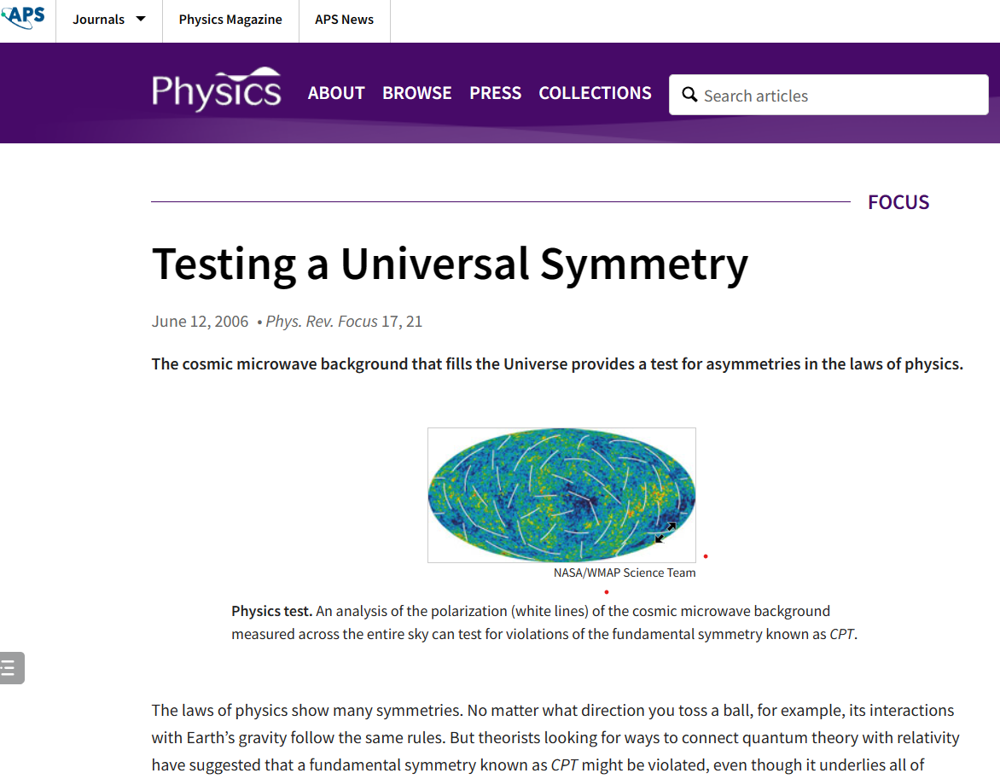 APS
Journals
Physics Magazine
APS News
Physics
ABOUT
BROWSE
PRESS
COLLECTIONS
Search articles
FOCUS
Testing a Universal Symmetry
June 12, 2006 • Phys. Rev. Focus 17, 21
The cosmic microwave background that fills the Universe provides a test for asymmetries in the laws of physics.
NASA/WMAP Science Team
Physics test. An analysis of the polarization (white lines) of the cosmic microwave background
measured across the entire sky can test for violations of the fundamental symmetry known as CPT.
The laws of physics show many symmetries. No matter what direction you toss a ball, for example, its interactions
with Earth’s gravity follow the same rules. But theorists looking for ways to connect quantum theory with relativity
have suggested that a fundamental symmetry known as CPT might be violated, even though it underlies all of